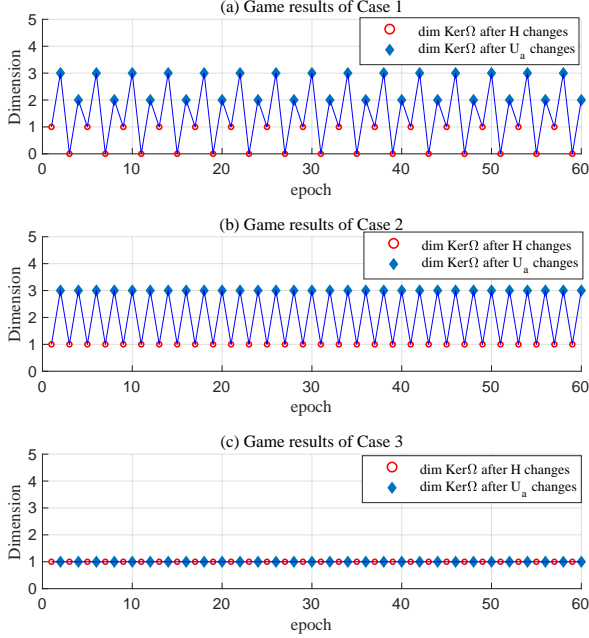 (a) Game results of Case 1
dim KerΩ after H changes
dim KerΩ after U_a changes
Dimension
5
4
3
2
1
0
0 10 20 30 40 50 60
epoch
(b) Game results of Case 2
dim KerΩ after H changes
dim KerΩ after U_a changes
Dimension
5
4
3
2
1
0
0 10 20 30 40 50 60
epoch
(c) Game results of Case 3
dim KerΩ after H changes
dim KerΩ after U_a changes
Dimension
5
4
3
2
1
0
0 10 20 30 40 50 60
epoch